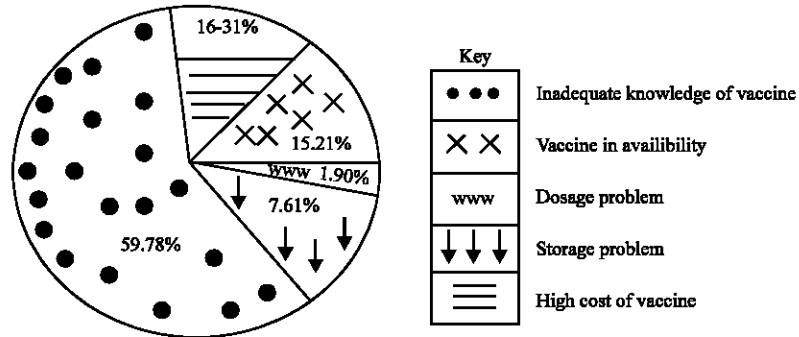 16-31%
15.21%
www 1.90%
7.61%
59.78%
Key
Inadequate knowledge of vaccine
Vaccine in availibility
www Dosage problem
Storage problem
High cost of vaccine